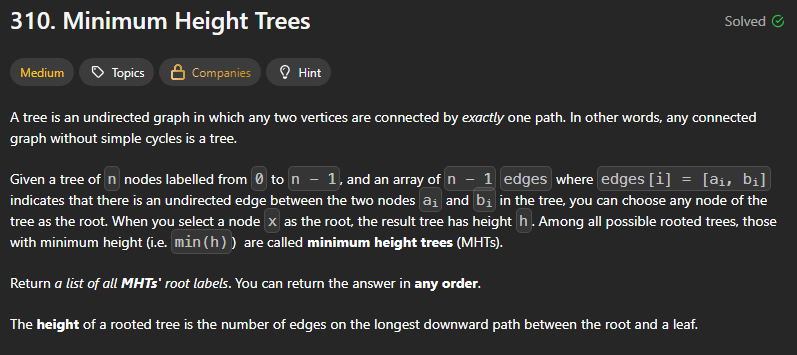 310. Minimum Height Trees
Solved
Medium
Topics
Companies
Hint
A tree is an undirected graph in which any two vertices are connected by exactly one path. In other words, any connected
graph without simple cycles is a tree.
Given a tree of n nodes labelled from 0 to n - 1, and an array of n - 1 edges where edges[i] = [aᵢ, bᵢ]
indicates that there is an undirected edge between the two nodes aᵢ and bᵢ in the tree, you can choose any node of the
tree as the root. When you select a node x as the root, the result tree has height h. Among all possible rooted trees, those
with minimum height (i.e. min(h)) are called minimum height trees (MHTs).
Return a list of all MHTs' root labels. You can return the answer in any order.
The height of a rooted tree is the number of edges on the longest downward path between the root and a leaf.